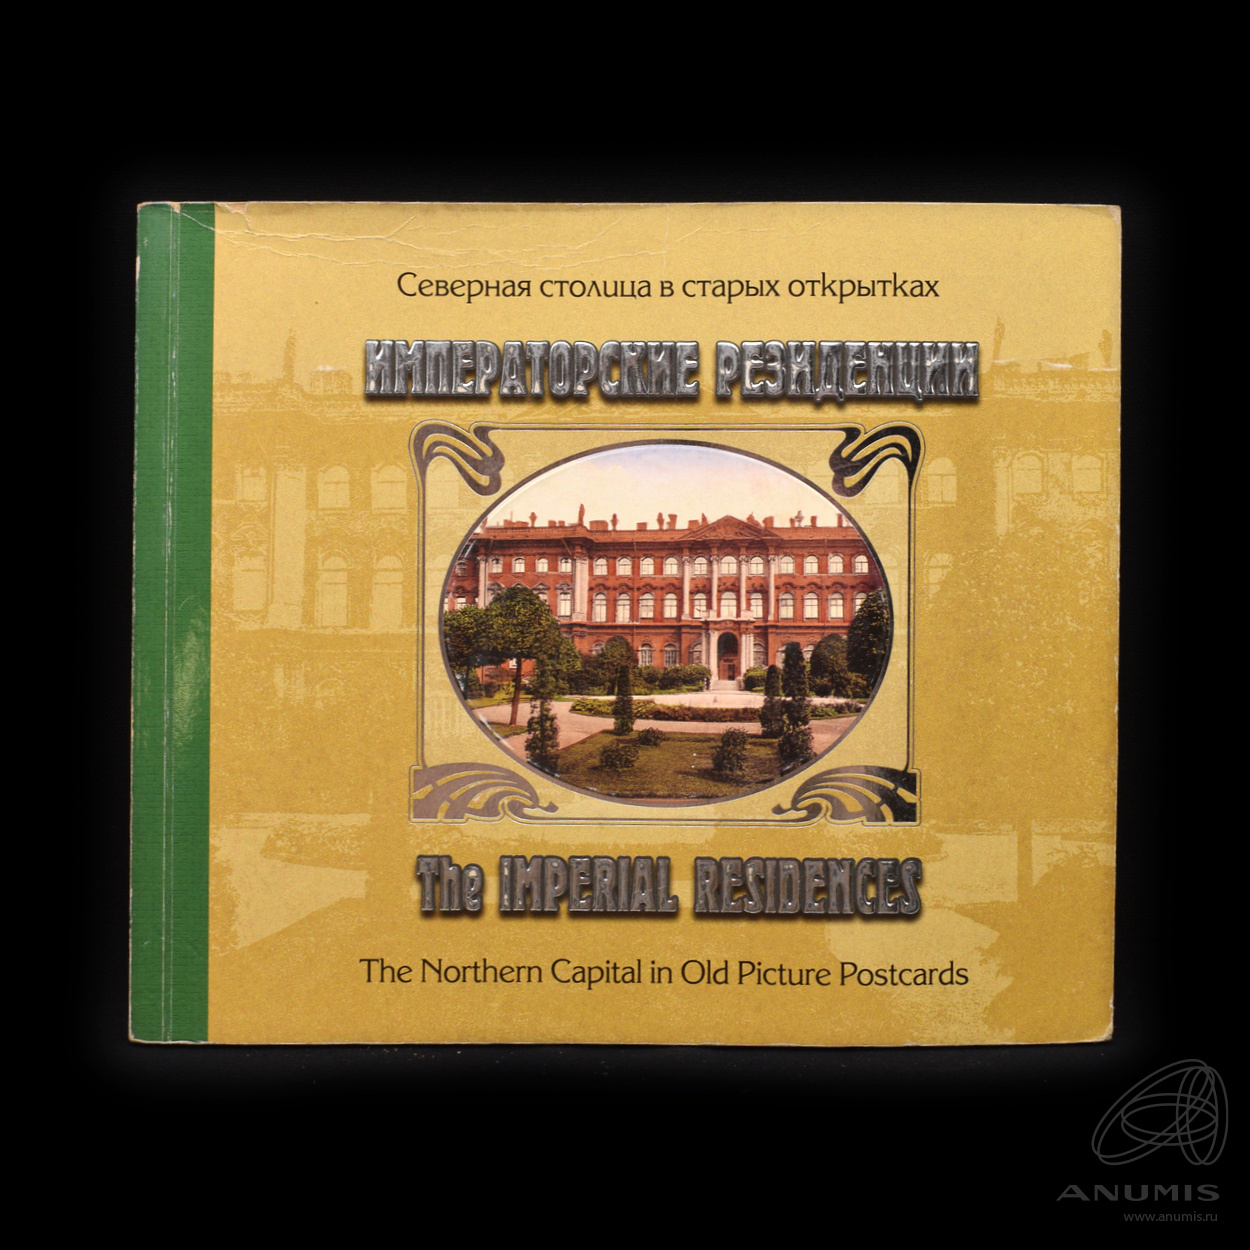 Северная столица в старых открытках
ИМПЕРАТОРСКИЕ РЕЗИДЕНЦИИ
The IMPERIAL RESIDENCES
The Northern Capital in Old Picture Postcards
ANUMIS
www.anumis.ru